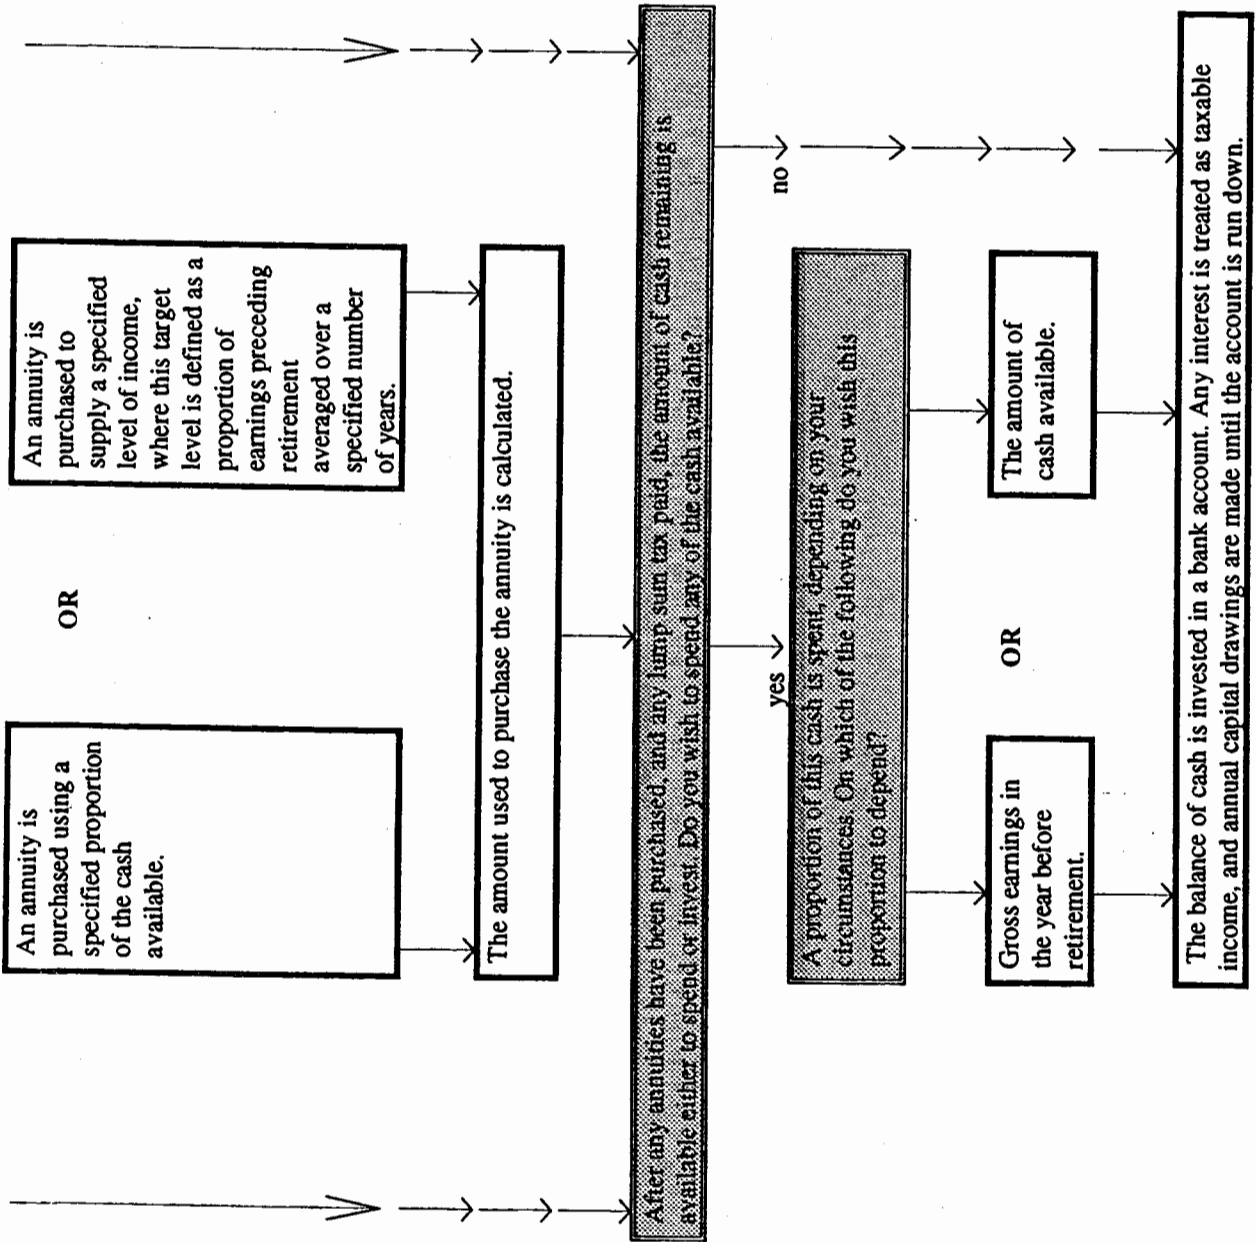 An annuity is
purchased using a
specified proportion
of the cash
available.
OR
An annuity is
purchased to
supply a specified
level of income,
where this target
level is defined as a
proportion of
earnings preceding
retirement
averaged over a
specified number
of years.
The amount used to purchase the annuity is calculated.
After any annuities have been purchased, and any lump sum tax paid, the amount of cash remaining is
available either to spend or invest. Do you wish to spend any of the cash available?
yes
no
A proportion of this cash is spent, depending on your
circumstances. On which of the following do you wish this
proportion to depend?
Gross earnings in
the year before
retirement.
OR
The amount of
cash available.
The balance of cash is invested in a bank account. Any interest is treated as taxable
income, and annual capital drawings are made until the account is run down.